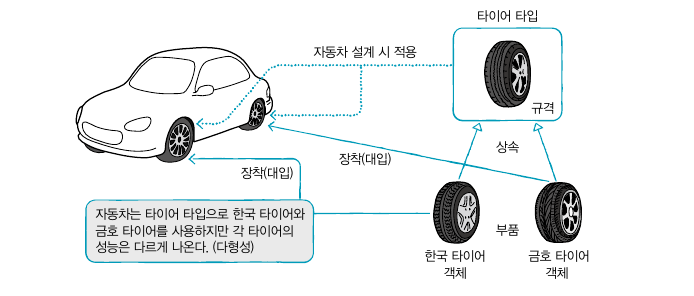 타이어 타입
자동차 설계 시 적용
규격
상속
장착(대입)
장착(대입)
자동차는 타이어 타입으로 한국 타이어와
금호 타이어를 사용하지만 각 타이어의
성능은 다르게 나온다. (다형성)
부품
한국 타이어
객체
금호 타이어
객체